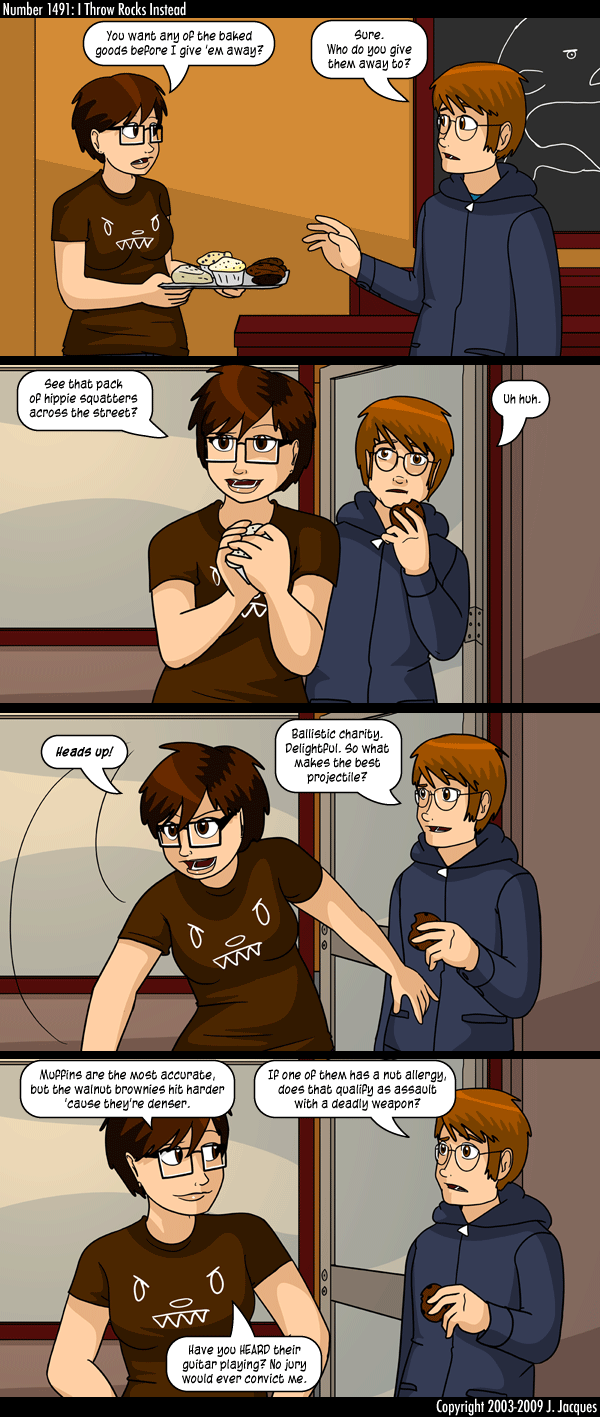 Number 1491: I Throw Rocks Instead
You want any of the baked
goods before I give 'em away?
Sure.
Who do you give
them away to?
See that pack
of hippie squatters
across the street?
Uh huh.
Heads up!
Ballistic charity.
Delightful. So what
makes the best
projectile?
Muffins are the most accurate,
but the walnut brownies hit harder
'cause they're denser.
If one of them has a nut allergy,
does that qualify as assault
with a deadly weapon?
Have you HEARD their
guitar playing? No jury
would ever convict me.
Copyright 2003-2009 J. Jacques